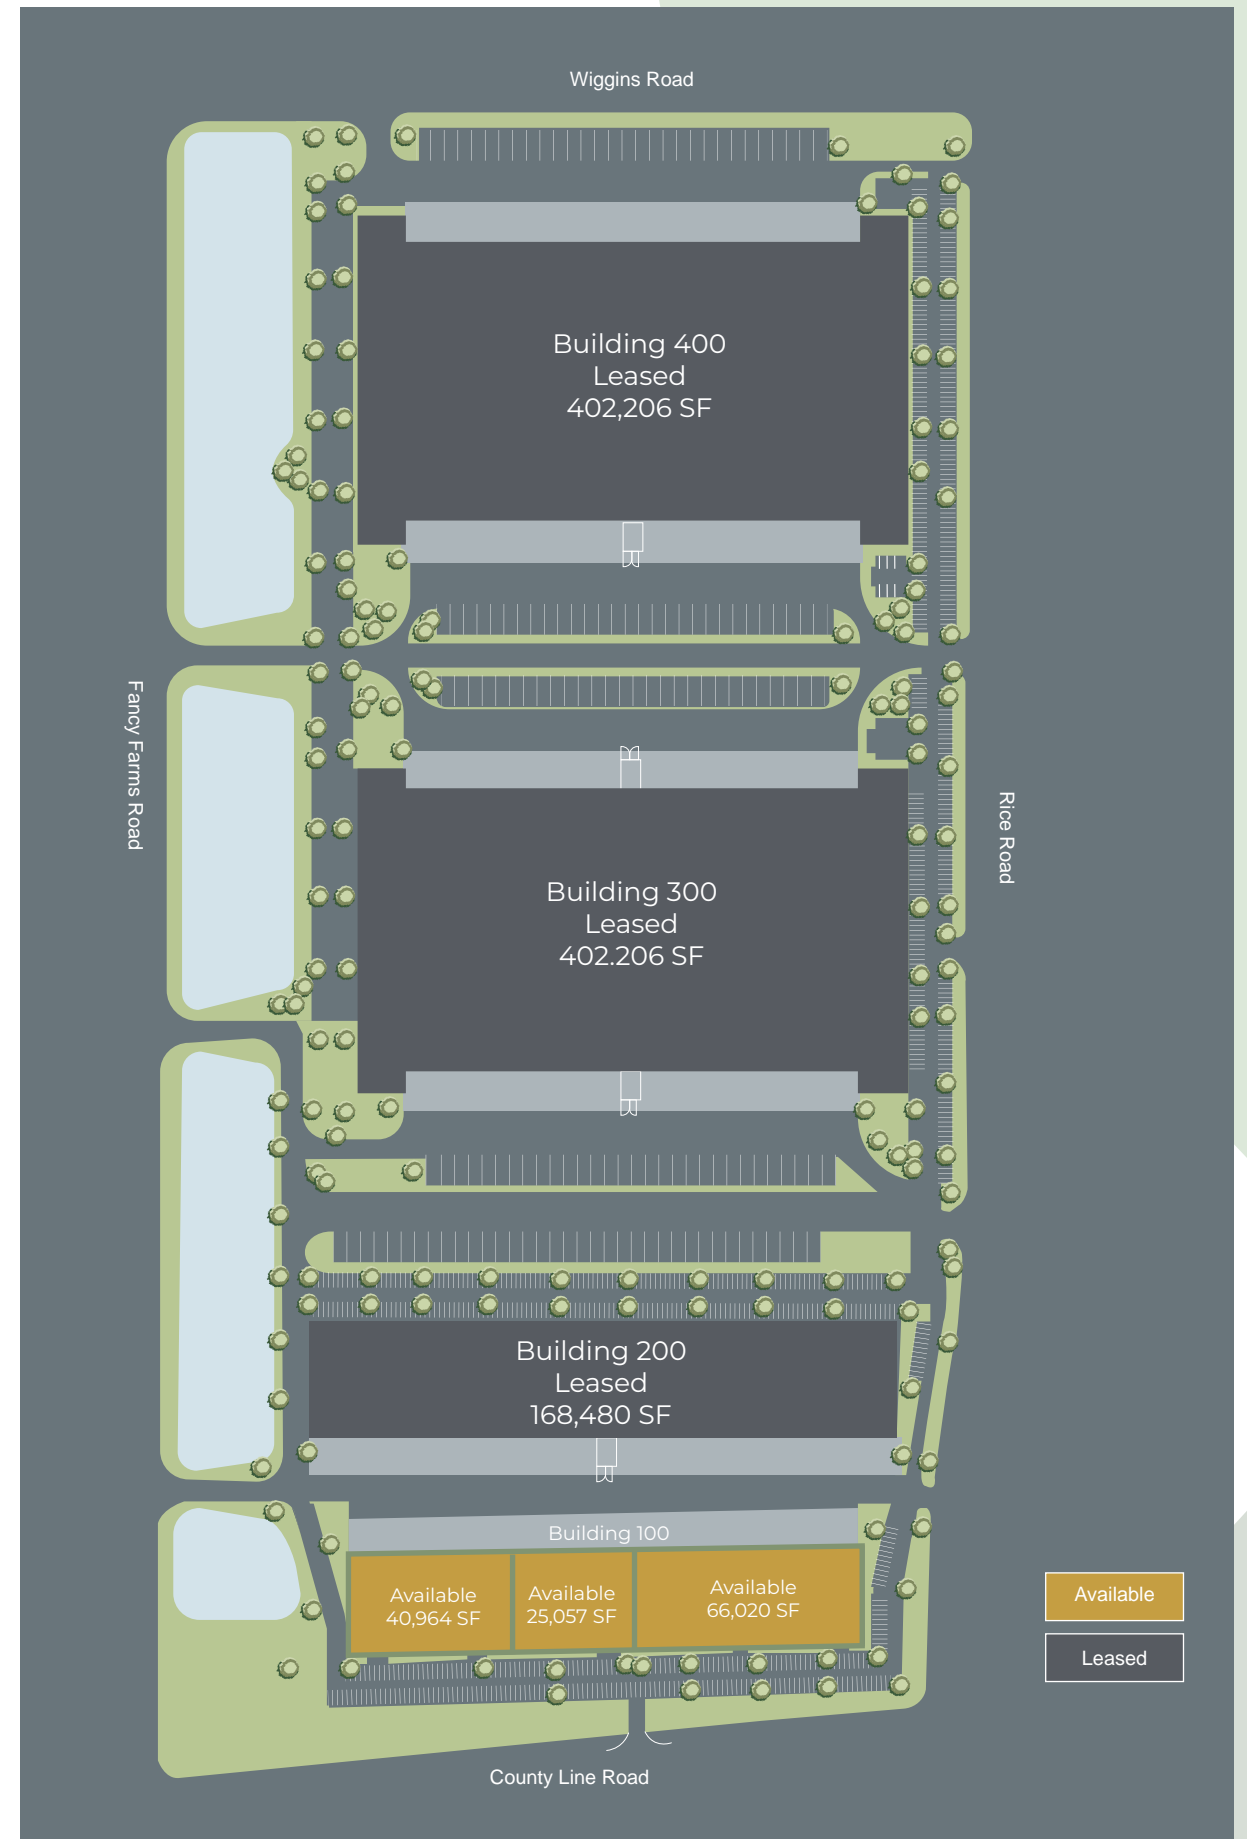 Wiggins Road
Building 400
Leased
402,206 SF
Fancy Farms Road
Rice Road
Building 300
Leased
402.206 SF
Building 200
Leased
168,480 SF
Building 100
Available
40,964 SF
Available
25,057 SF
Available
66,020 SF
Available
Leased
County Line Road